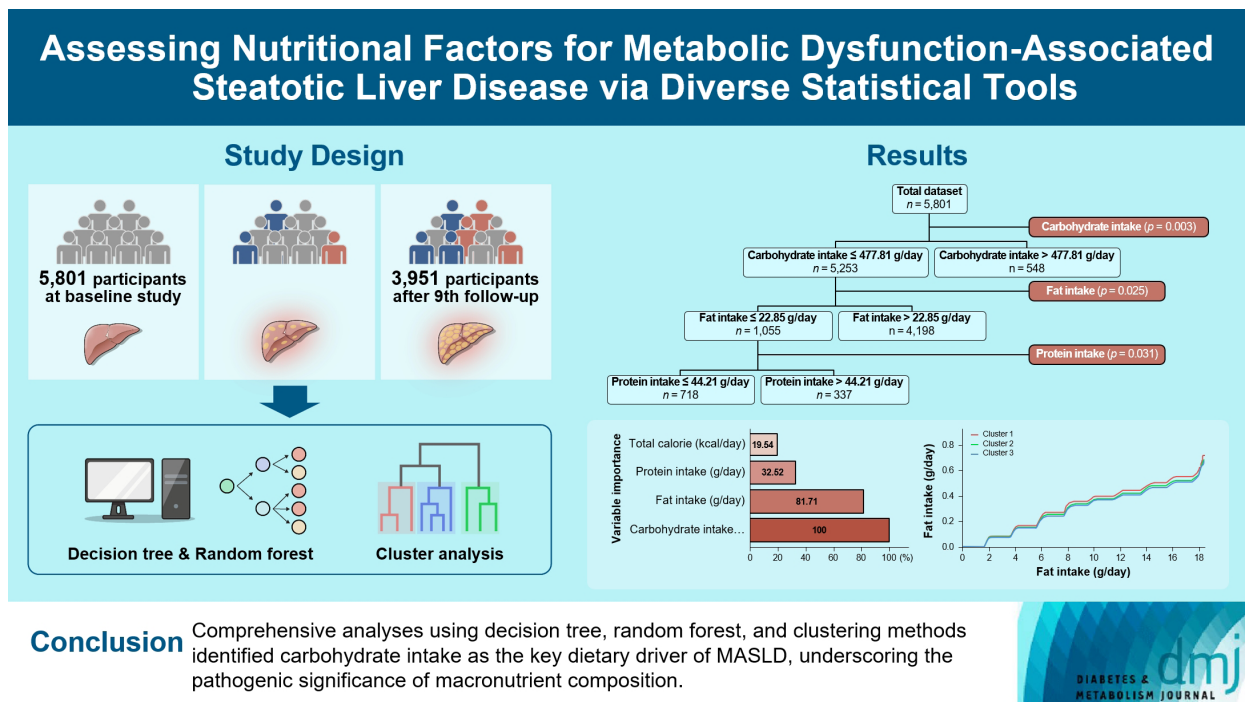 Assessing Nutritional Factors for Metabolic Dysfunction-Associated
Steatotic Liver Disease via Diverse Statistical Tools
Study Design
5,801 participants
at baseline study
3,951 participants
after 9th follow-up
Decision tree & Random forest
Cluster analysis
Results
Total dataset
n = 5,801
Carbohydrate intake (p = 0.003)
Carbohydrate intake ≤ 477.81 g/day
n = 5,253
Carbohydrate intake > 477.81 g/day
n = 548
Fat intake (p = 0.025)
Fat intake ≤ 22.85 g/day
n = 1,055
Fat intake > 22.85 g/day
n = 4,198
Protein intake (p = 0.031)
Protein intake ≤ 44.21 g/day
n = 718
Protein intake > 44.21 g/day
n = 337
Variable importance
Total calorie (kcal/day)
19.54
Protein intake (g/day)
32.52
Fat intake (g/day)
81.71
Carbohydrate intake…
100
0 20 40 60 80 100 (%)
Fat intake (g/day)
0.8
0.6
0.4
0.2
0.0
Cluster 1
Cluster 2
Cluster 3
0 2 4 6 8 10 12 14 16 18
Fat intake (g/day)
Conclusion
Comprehensive analyses using decision tree, random forest, and clustering methods
identified carbohydrate intake as the key dietary driver of MASLD, underscoring the
pathogenic significance of macronutrient composition.
dmj
DIABETES &
METABOLISM JOURNAL